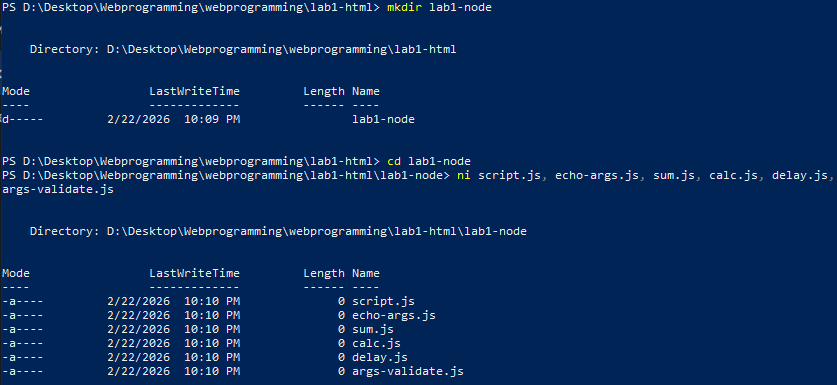 PS D:\Desktop\Webprogramming\webprogramming\lab1-html> mkdir lab1-node
Directory: D:\Desktop\Webprogramming\webprogramming\lab1-html
Mode LastWriteTime Length Name
---- ------------- ------ ----
d----- 2/22/2026 10:09 PM lab1-node
PS D:\Desktop\Webprogramming\webprogramming\lab1-html> cd lab1-node
PS D:\Desktop\Webprogramming\webprogramming\lab1-html\lab1-node> ni script.js, echo-args.js, sum.js, calc.js, delay.js,
args-validate.js
Directory: D:\Desktop\Webprogramming\webprogramming\lab1-html\lab1-node
Mode LastWriteTime Length Name
---- ------------- ------ ----
-a---- 2/22/2026 10:10 PM 0 script.js
-a---- 2/22/2026 10:10 PM 0 echo-args.js
-a---- 2/22/2026 10:10 PM 0 sum.js
-a---- 2/22/2026 10:10 PM 0 calc.js
-a---- 2/22/2026 10:10 PM 0 delay.js
-a---- 2/22/2026 10:10 PM 0 args-validate.js